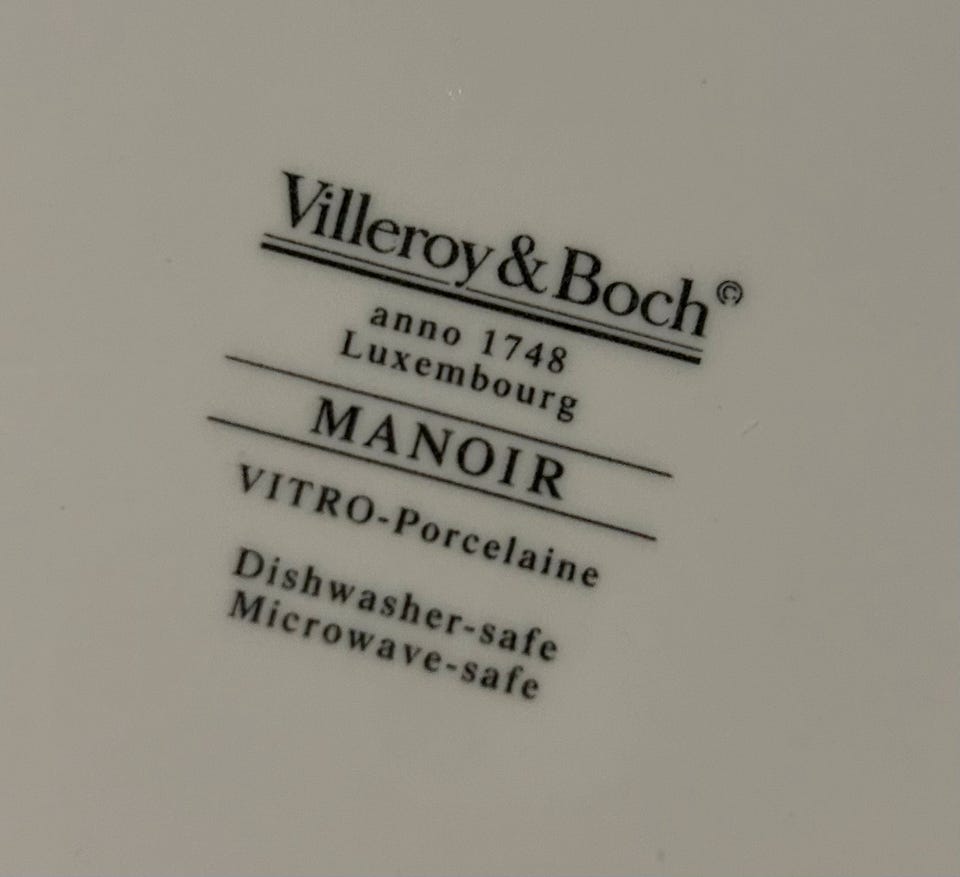 Villeroy & Boch©
anno 1748
Luxembourg
MANOIR
VITRO-Porcelaine
Dishwasher-safe
Microwave-safe